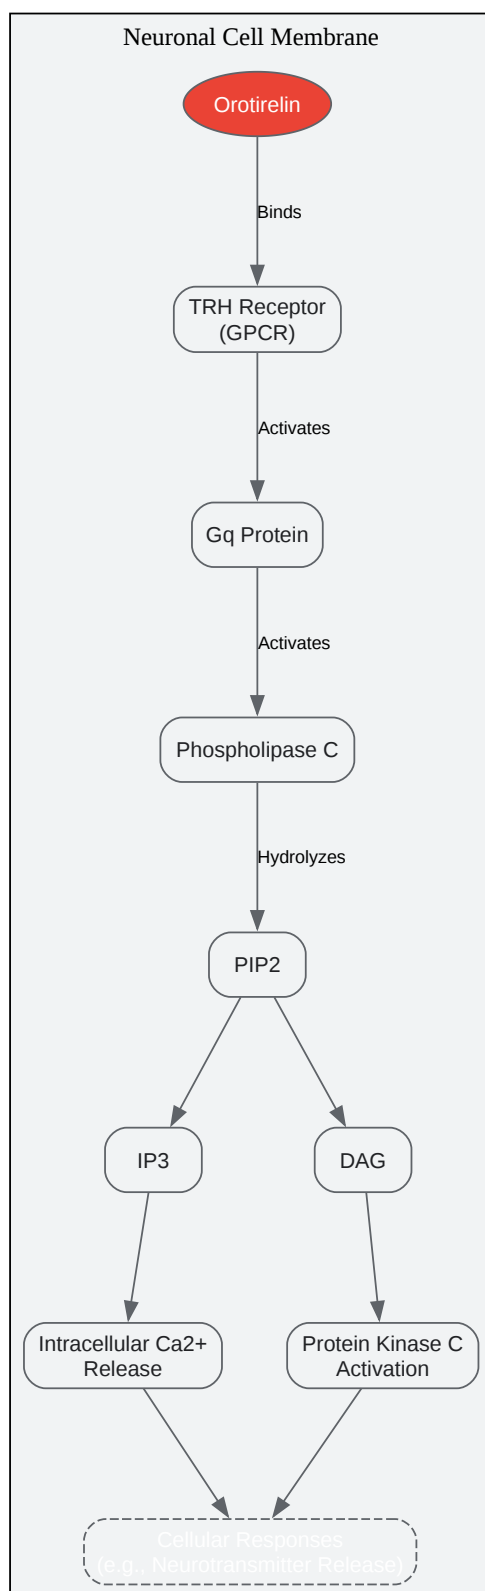 Neuronal Cell Membrane
Orotirelin
Binds
TRH Receptor
(GPCR)
Activates
Gq Protein
Activates
Phospholipase C
Hydrolyzes
PIP2
IP3
DAG
Intracellular Ca2+
Release
Protein Kinase C
Activation
Cellular Responses
(e.g., Neurotransmitter Release)